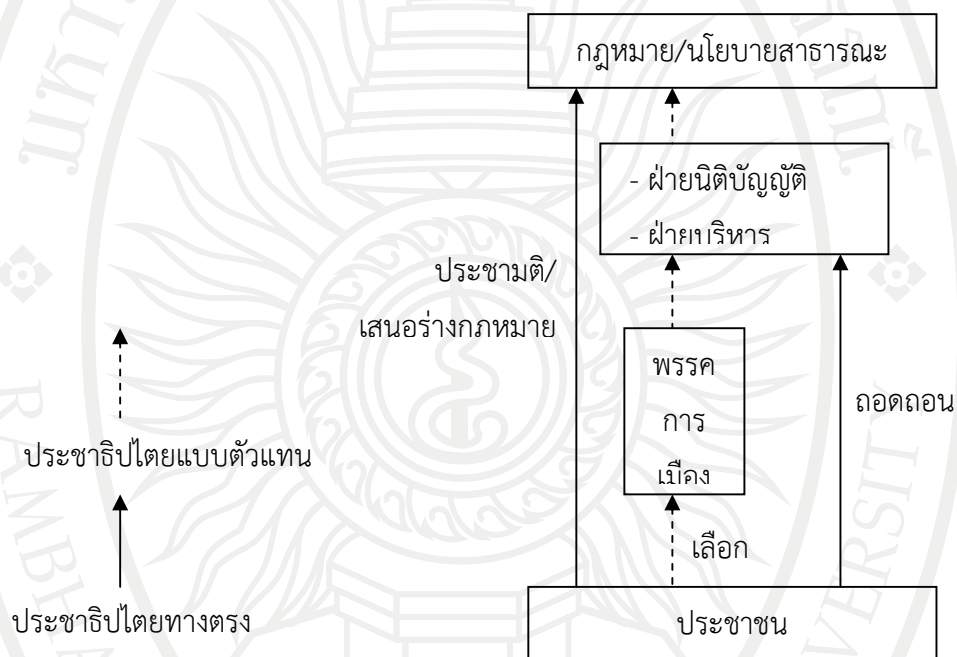 กฎหมาย/นโยบายสาธารณะ
- ฝ่ายนิติบัญญัติ
- ฝ่ายบริหาร
ประชามติ/
เสนอร่างกภหมาย
พรรค
การ
เมือง
ถอดถอน
ประชาธิปไตยแบบตัวแทน
เลือก
ประชาธิปไตยทางตรง
ประชาชน